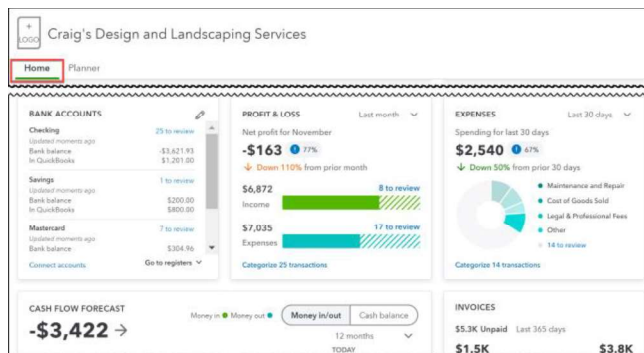 +
LOGO
Craig's Design and Landscaping Services
Home Planner
BANK ACCOUNTS
Checking 25 to review
Updated moments ago
Bank balance -$3,621.93
In QuickBooks $1,201.00
Savings 1 to review
Updated moments ago
Bank balance $200.00
In QuickBooks $800.00
Mastercard 7 to review
Updated moments ago
Bank balance $304.96
Connect accounts Go to registers
PROFIT & LOSS Last month
Net profit for November
-$163 77%
Down 110% from prior month
$6,872 8 to review
Income
$7,035 17 to review
Expenses
Categorize 25 transactions
EXPENSES Last 30 days
Spending for last 30 days
$2,540 67%
Down 50% from prior 30 days
Maintenance and Repair
Cost of Goods Sold
Legal & Professional Fees
Other
14 to review
Categorize 14 transactions
CASH FLOW FORECAST
-$3,422
Money in Money out Money in/out Cash balance
12 months
TODAY
INVOICES
$5.3K Unpaid Last 365 days
$1.5K $3.8K